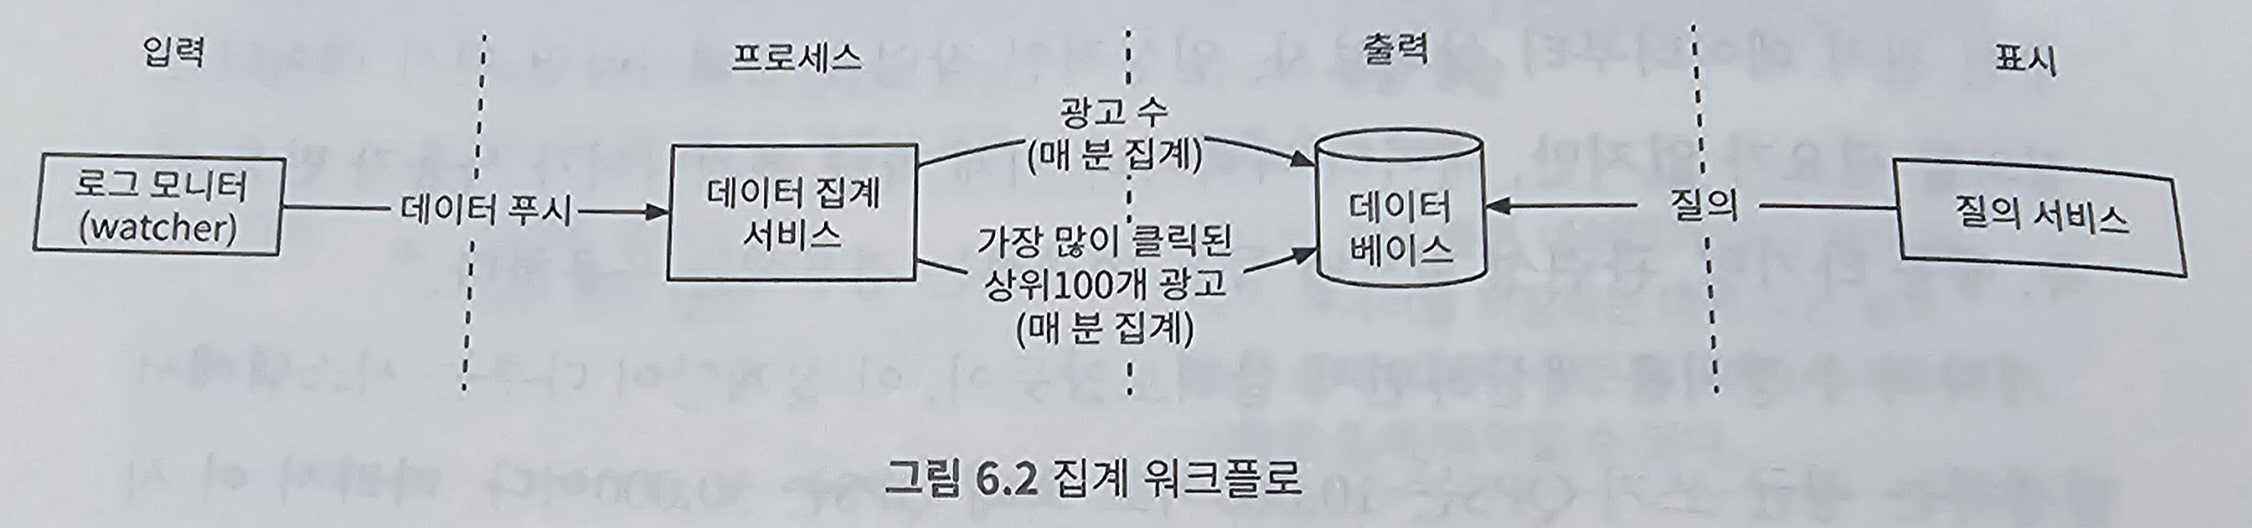 입력
프로세스
출력
표시
로그 모니터
(watcher)
데이터 푸시
데이터 집계
서비스
광고 수
(매 분 집계)
가장 많이 클릭된
상위100개 광고
(매 분 집계)
데이터
베이스
질의
질의 서비스
그림 6.2 집계 워크플로